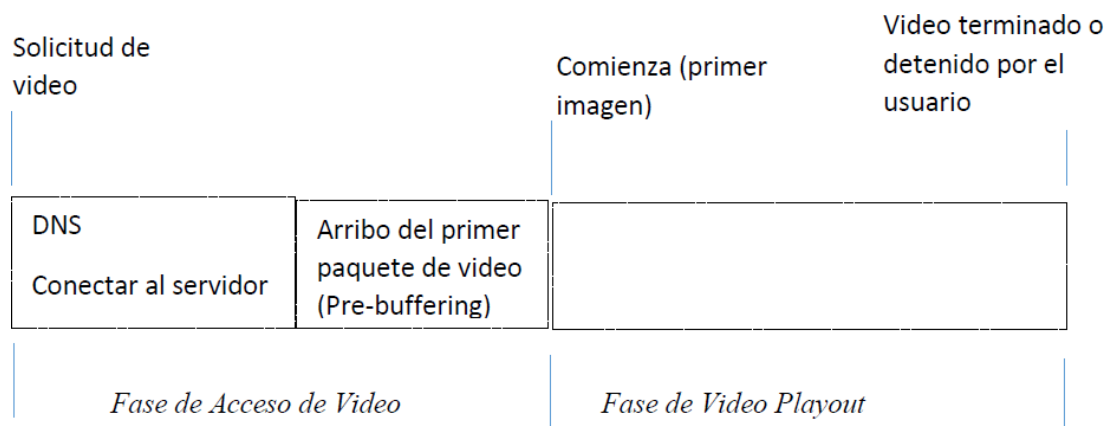 Solicitud de
video
Comienza (primer
imagen)
Video terminado o
detenido por el
usuario
DNS
Conectar al servidor
Arribo del primer
paquete de video
(Pre-buffering)
Fase de Acceso de Video
Fase de Video Playout